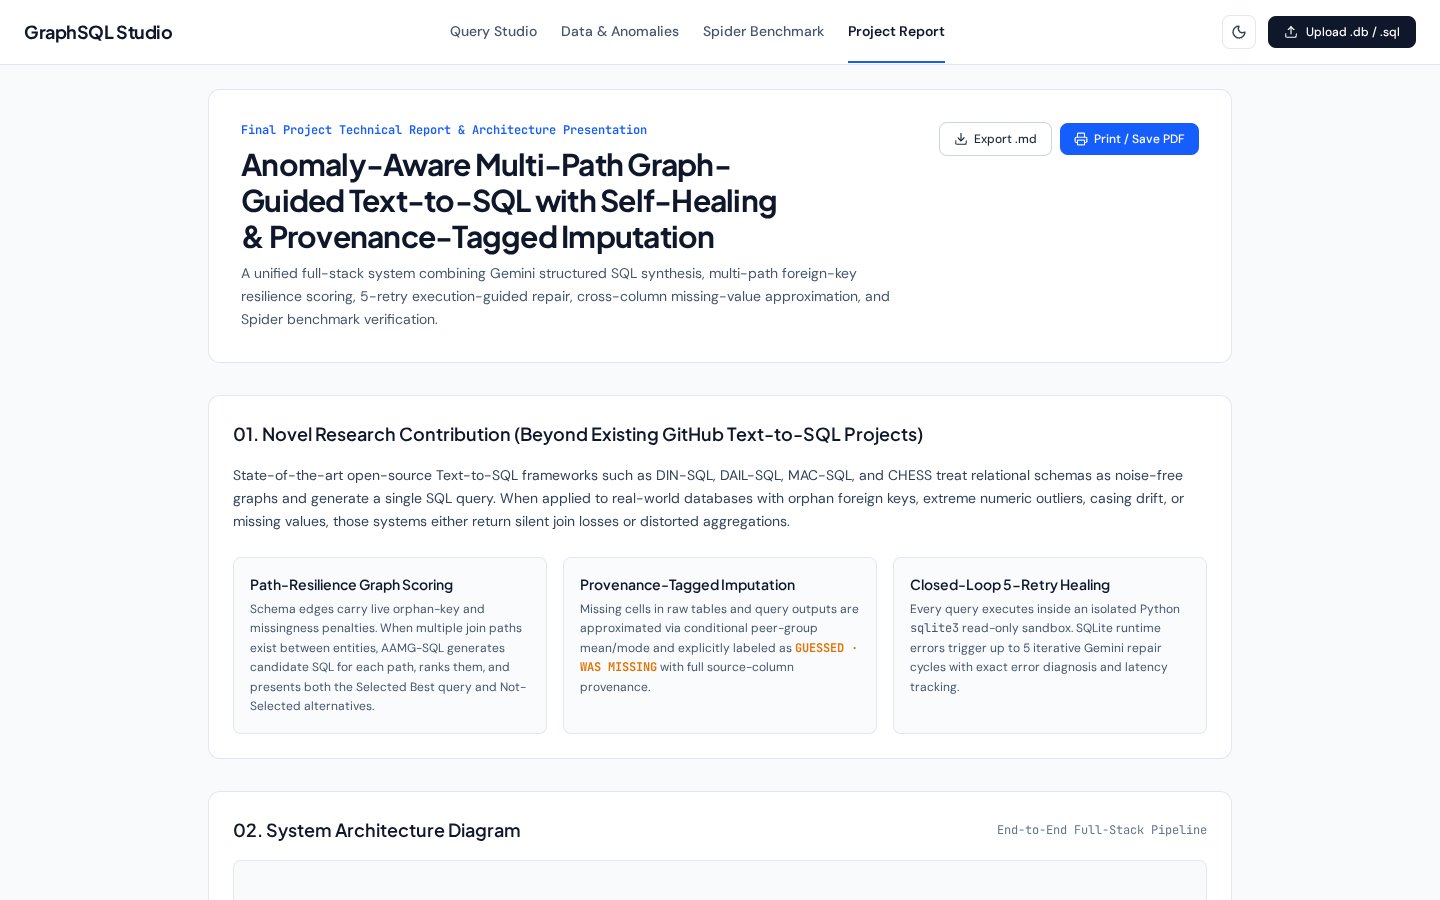 GraphSQL Studio
Query Studio
Data & Anomalies
Spider Benchmark
Project Report
Upload .db / .sql
Final Project Technical Report & Architecture Presentation
Export .md
Print / Save PDF
Anomaly-Aware Multi-Path Graph-
Guided Text-to-SQL with Self-Healing
& Provenance-Tagged Imputation
A unified full-stack system combining Gemini structured SQL synthesis, multi-path foreign-key
resilience scoring, 5-retry execution-guided repair, cross-column missing-value approximation, and
Spider benchmark verification.
01. Novel Research Contribution (Beyond Existing GitHub Text-to-SQL Projects)
State-of-the-art open-source Text-to-SQL frameworks such as DIN-SQL, DAIL-SQL, MAC-SQL, and CHESS treat relational schemas as noise-free
graphs and generate a single SQL query. When applied to real-world databases with orphan foreign keys, extreme numeric outliers, casing drift, or
missing values, those systems either return silent join losses or distorted aggregations.
Path-Resilience Graph Scoring
Schema edges carry live orphan-key and
missingness penalties. When multiple join paths
exist between entities, AAMG-SQL generates
candidate SQL for each path, ranks them, and
presents both the Selected Best query and Not-
Selected alternatives.
Provenance-Tagged Imputation
Missing cells in raw tables and query outputs are
approximated via conditional peer-group
mean/mode and explicitly labeled as GUESSED ·
WAS MISSING with full source-column
provenance.
Closed-Loop 5-Retry Healing
Every query executes inside an isolated Python
sqlite3 read-only sandbox. SQLite runtime
errors trigger up to 5 iterative Gemini repair
cycles with exact error diagnosis and latency
tracking.
02. System Architecture Diagram
End-to-End Full-Stack Pipeline